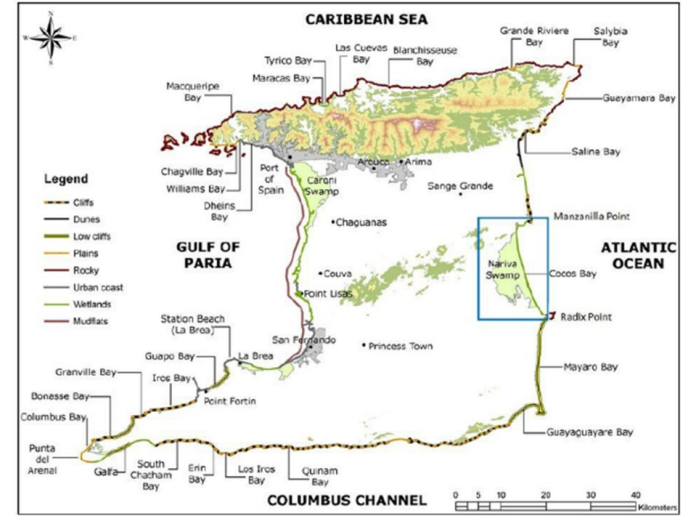 CARIBBEAN SEA
N
W
E
S
Grande Riviere
Bay
Salybia
Bay
Las Cuevas
Bay
Blanchisseuse
Bay
Tyrico Bay
Maracas Bay
Macqueripe
Bay
Guayamara Bay
Saline Bay
Chagville Bay
Williams Bay
Dheins
Bay
Port
of
Spain
Caroni
Swamp
Arouca
Arima
Sange Grande
Legend
Cliffs
Dunes
Low cliffs
Plains
Rocky
Urban coast
Wetlands
Mudflats
Chaguanas
Manzanilla Point
GULF OF
PARIA
ATLANTIC
OCEAN
Nariva
Swamp
Cocos Bay
Couva
Point Lisas
Radix Point
Station Beach
(La Brea)
San Fernando
Princess Town
Guapo Bay
La Brea
Mayaro Bay
Granville Bay
Iros Bay
Point Fortin
Bonasse Bay
Columbus Bay
Guayaguayare Bay
Punta
del
Arenal
Galfa
South
Chacham
Bay
Erin
Bay
Los Iros
Bay
Quinam
Bay
COLUMBUS CHANNEL
0 5 10 20 30 40
Kilometers